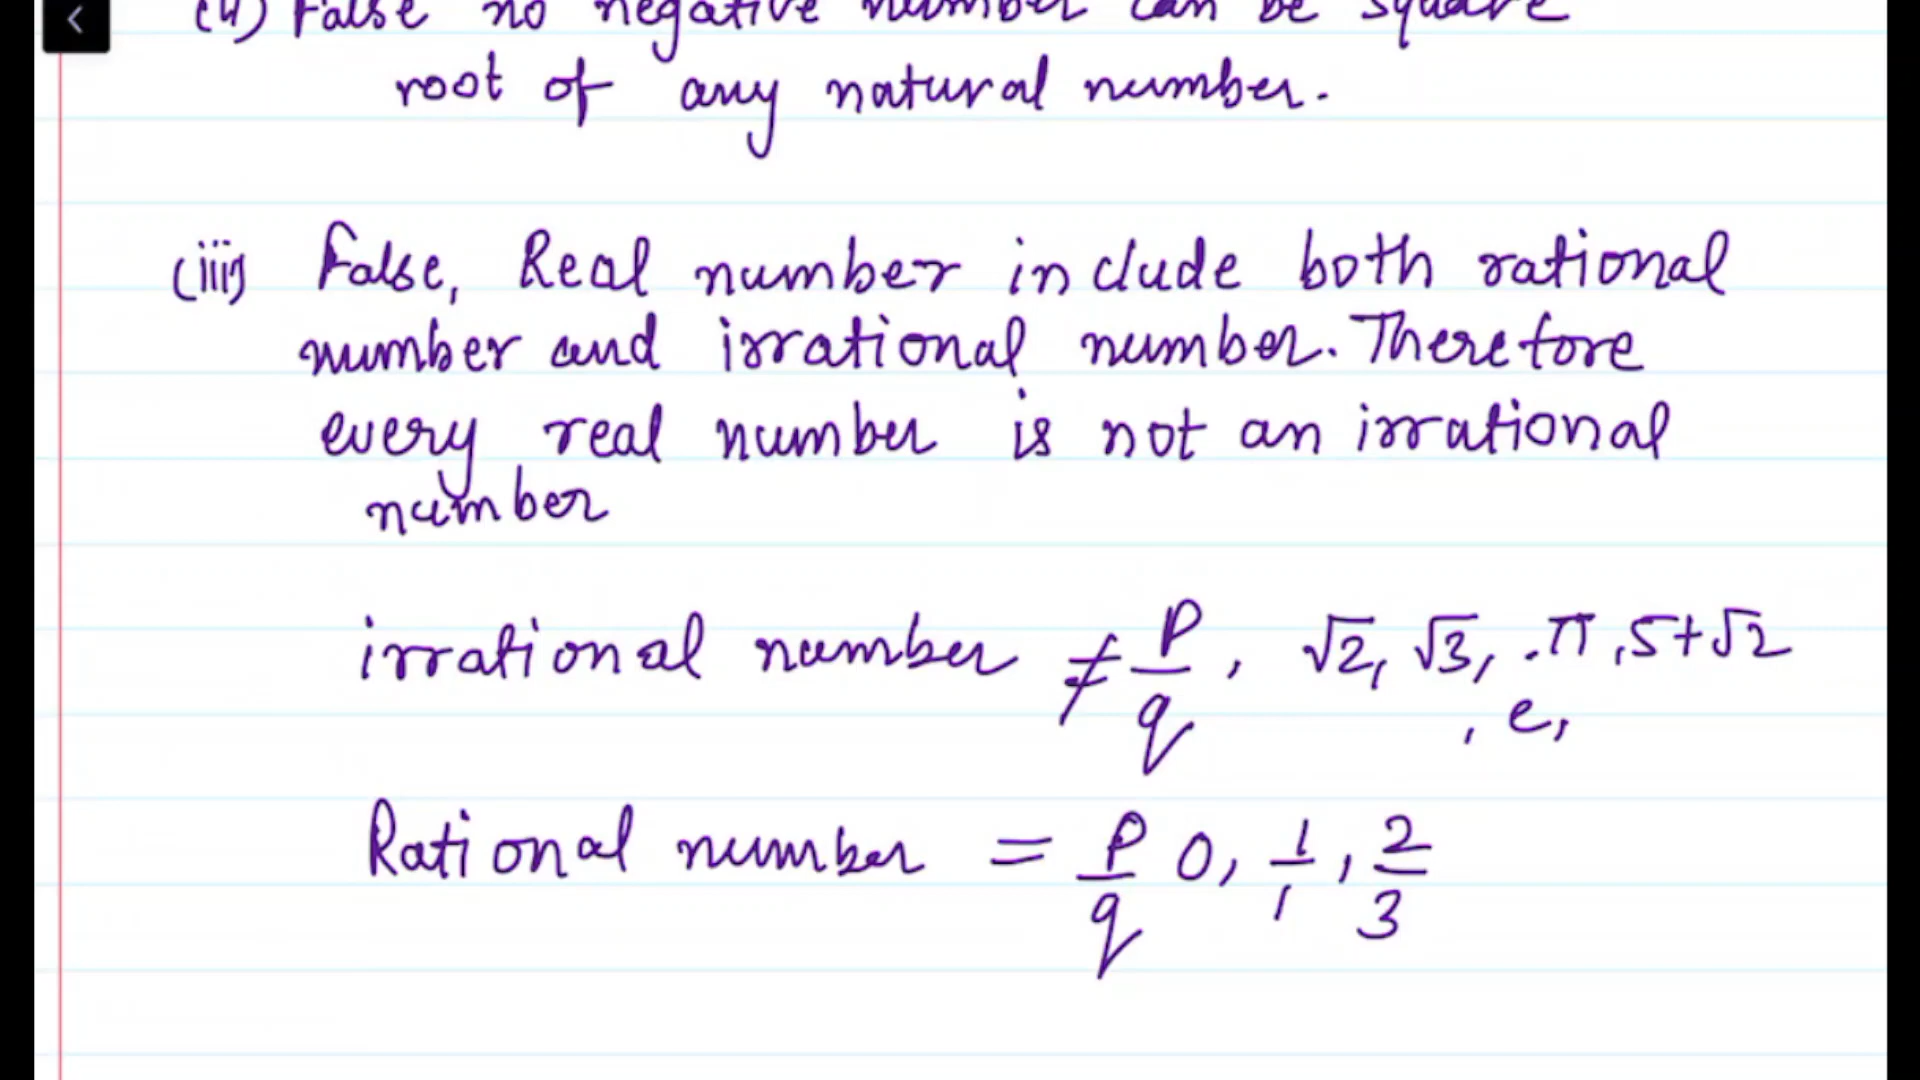 (ii) False no negative number can be square
root of any natural number.
(iii) False, Real number include both rational
number and irrational number. Therefore
every real number is not an irrational
number
irrational number ≠ p/q, √2, √3, .π, 5+√2
, e,
Rational number = p/q 0, 1/1, 2/3